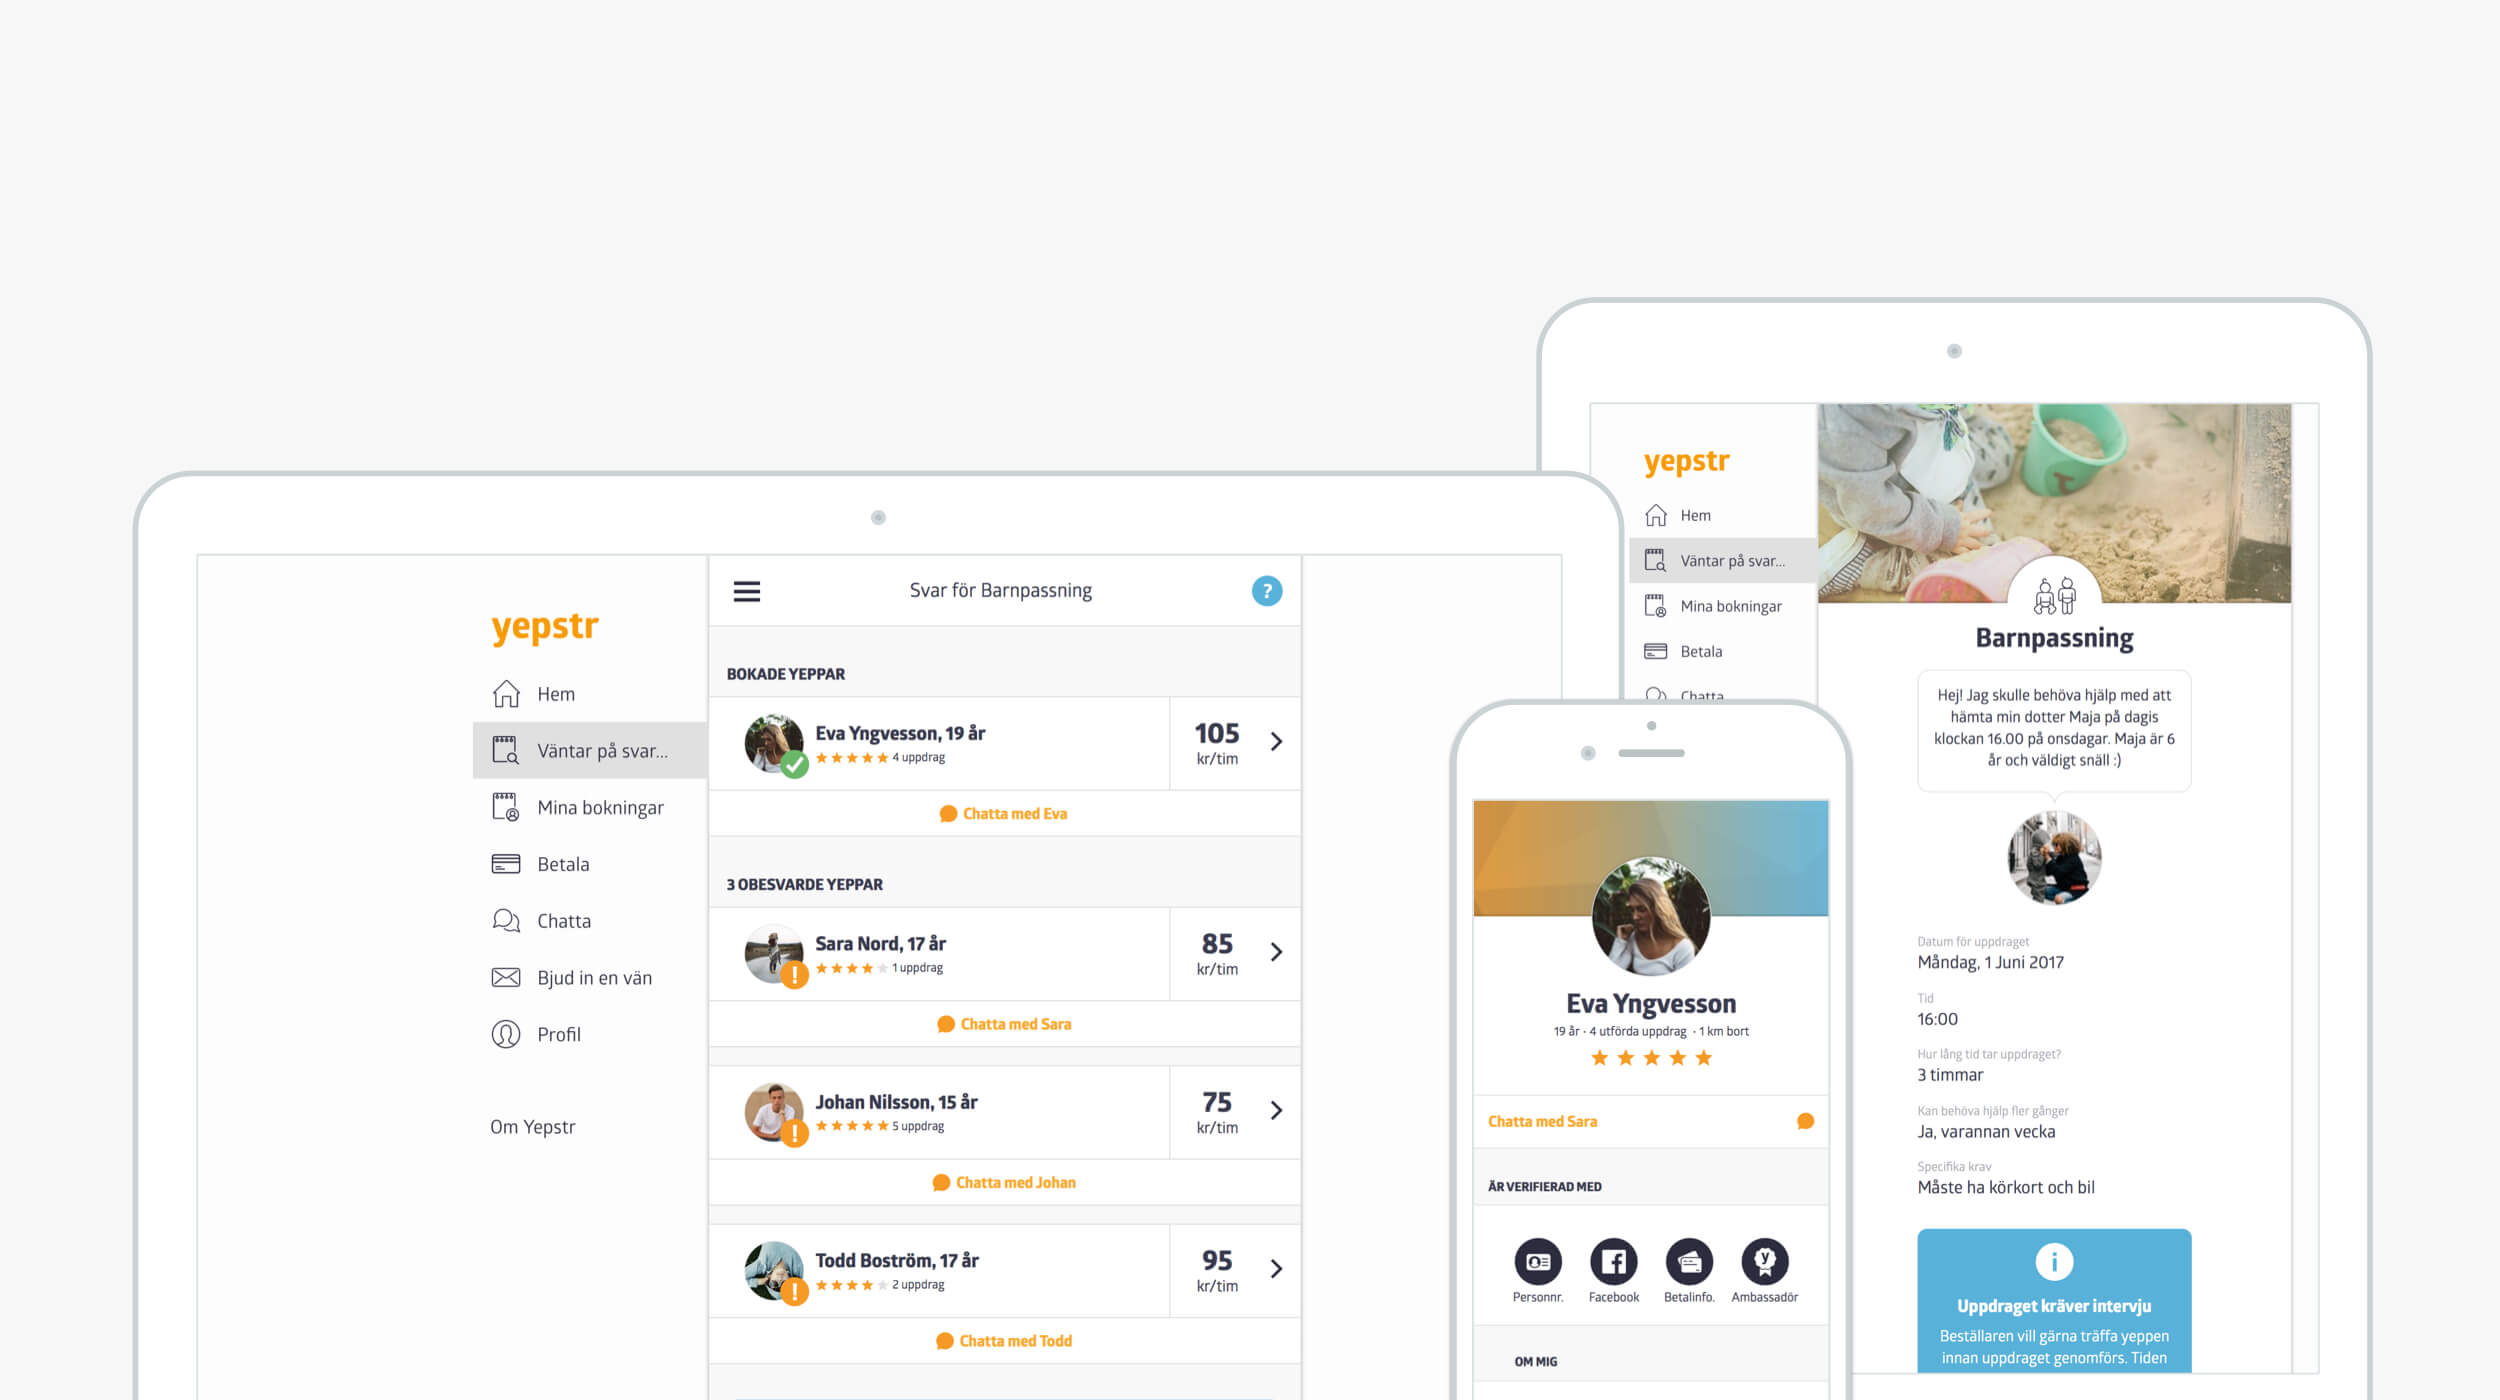 yepstr
Hem
Väntar på svar...
Mina bokningar
Betala
Chatta
Bjud in en vän
Profil
Om Yepstr
Svar för Barnpassning
?
BOKADE YEPPAR
Eva Yngvesson, 19 år
4 uppdrag
105
kr/tim
Chatta med Eva
3 OBESVARDE YEPPAR
Sara Nord, 17 år
1 uppdrag
85
kr/tim
Chatta med Sara
Johan Nilsson, 15 år
5 uppdrag
75
kr/tim
Chatta med Johan
Todd Boström, 17 år
2 uppdrag
95
kr/tim
Chatta med Todd
Eva Yngvesson
19 år · 4 utförda uppdrag · 1 km bort
Chatta med Sara
ÄR VERIFIERAD MED
Personnr.
Facebook
Betalinfo.
Ambassadör
OM MIG
yepstr
Hem
Väntar på svar...
Mina bokningar
Betala
Chatta
Barnpassning
Hej! Jag skulle behöva hjälp med att
hämta min dotter Maja på dagis
klockan 16.00 på onsdagar. Maja är 6
år och väldigt snäll :)
Datum för uppdraget
Måndag, 1 Juni 2017
Tid
16:00
Hur lång tid tar uppdraget?
3 timmar
Kan behöva hjälp fler gånger
Ja, varannan vecka
Specifika krav
Måste ha körkort och bil
Uppdraget kräver intervju
Beställaren vill gärna träffa yeppen
innan uppdraget genomförs. Tiden